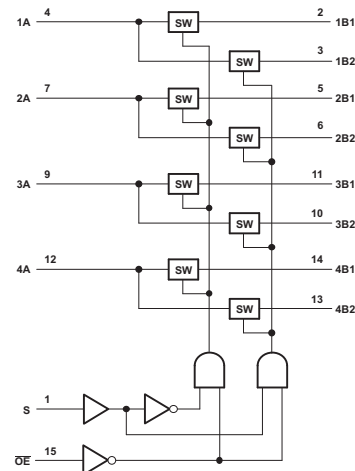 1A 4 SW 2 1B1
SW 3 1B2
2A 7 SW 5 2B1
SW 6 2B2
3A 9 SW 11 3B1
SW 10 3B2
4A 12 SW 14 4B1
SW 13 4B2
S 1
O̅E̅ 15